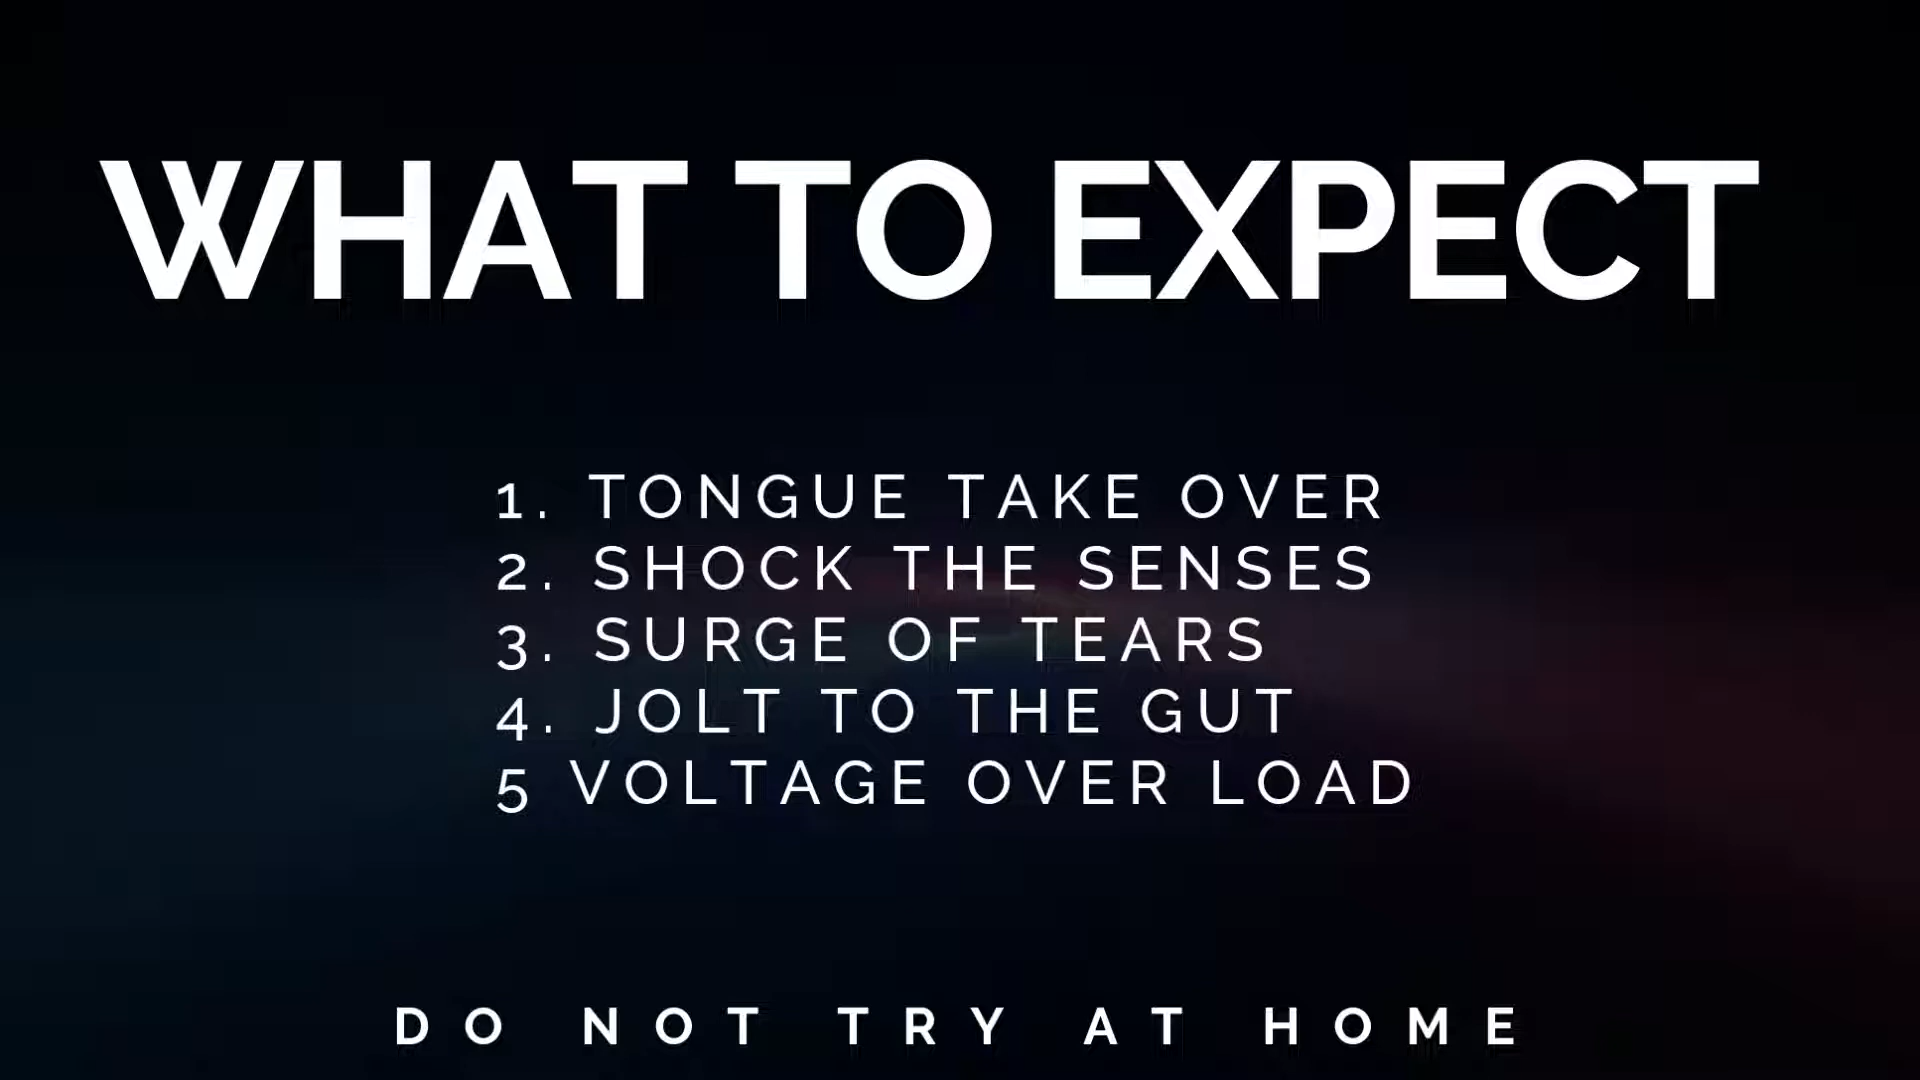 WHAT TO EXPECT
1. TONGUE TAKE OVER
2. SHOCK THE SENSES
3. SURGE OF TEARS
4. JOLT TO THE GUT
5 VOLTAGE OVER LOAD
DO NOT TRY AT HOME